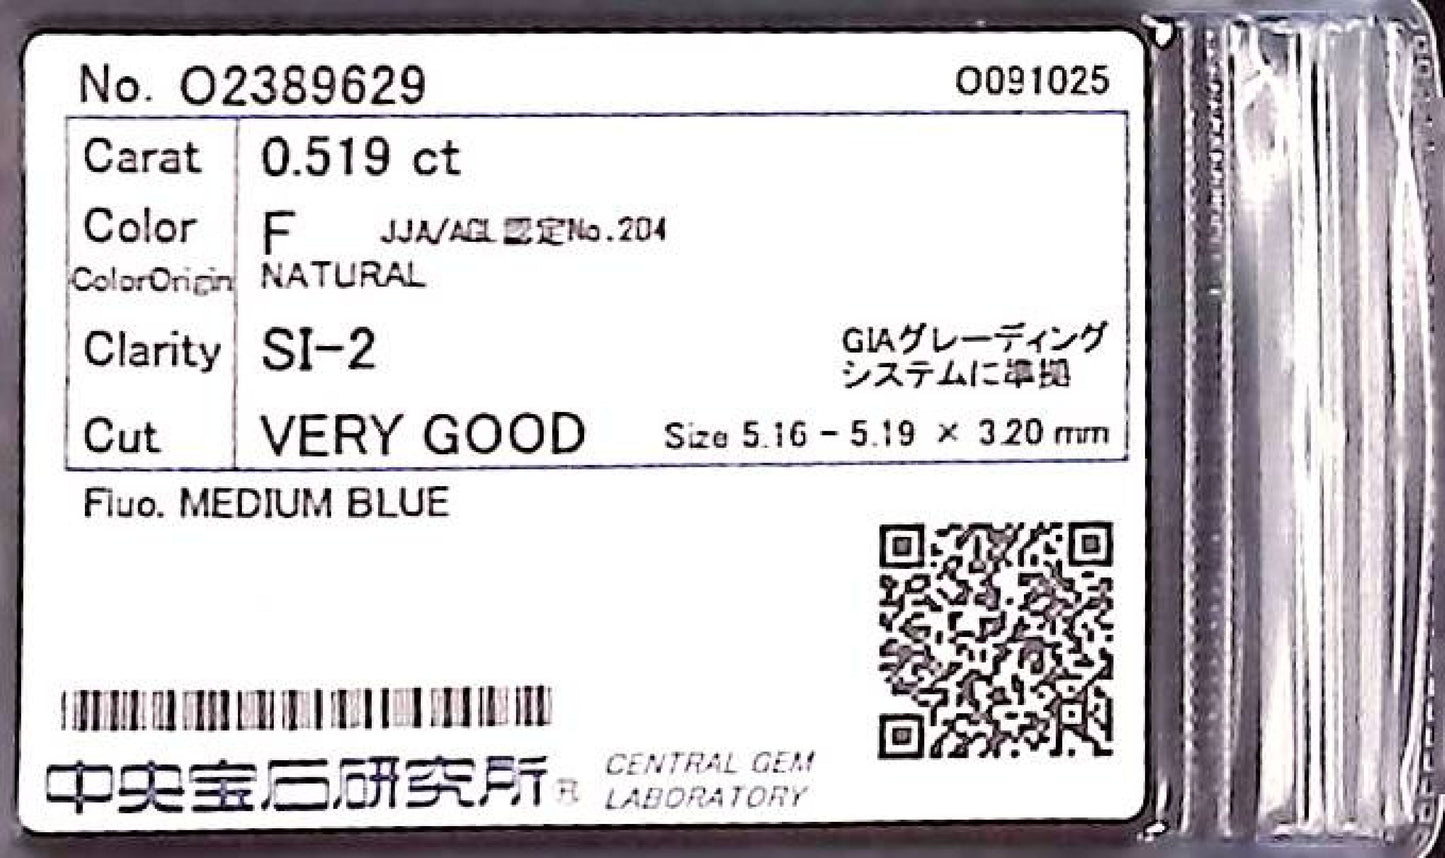 No. O2389629
O091025
Carat 0.519 ct
Color F JJA/AGL認定No.204
ColorOrigin NATURAL
Clarity SI-2
GIAグレーディング
システムに準拠
Cut VERY GOOD Size 5.16 - 5.19 × 3.20 mm
Fluo. MEDIUM BLUE
中央宝石研究所® CENTRAL GEM
LABORATORY